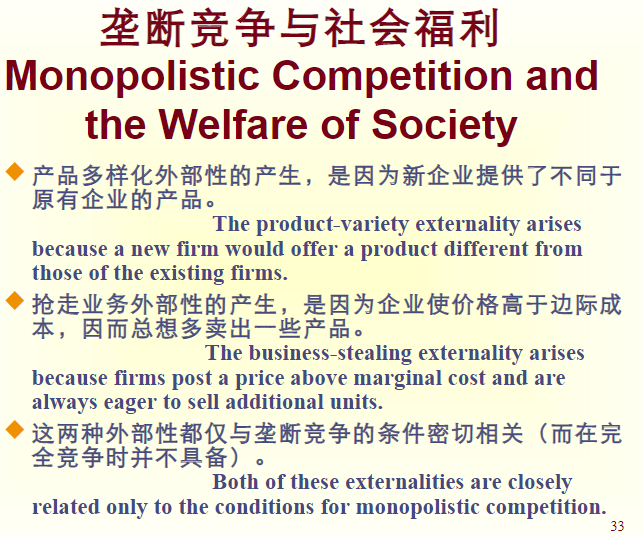 垄断竞争与社会福利
Monopolistic Competition and
the Welfare of Society
产品多样化外部性的产生，是因为新企业提供了不同于
原有企业的产品。
The product-variety externality arises
because a new firm would offer a product different from
those of the existing firms.
抢走业务外部性的产生，是因为企业使价格高于边际成
本，因而总想多卖出一些产品。
The business-stealing externality arises
because firms post a price above marginal cost and are
always eager to sell additional units.
这两种外部性都仅与垄断竞争的条件密切相关（而在完
全竞争时并不具备）。
Both of these externalities are closely
related only to the conditions for monopolistic competition.
33